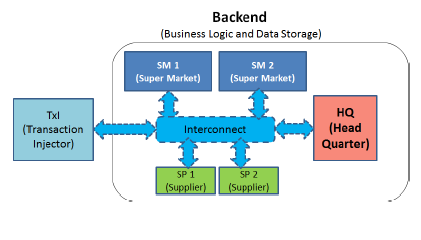 Backend
(Business Logic and Data Storage)
SM 1
(Super Market)
SM 2
(Super Market)
TxI
(Transaction
Injector)
Interconnect
HQ
(Head
Quarter)
SP 1
(Supplier)
SP 2
(Supplier)